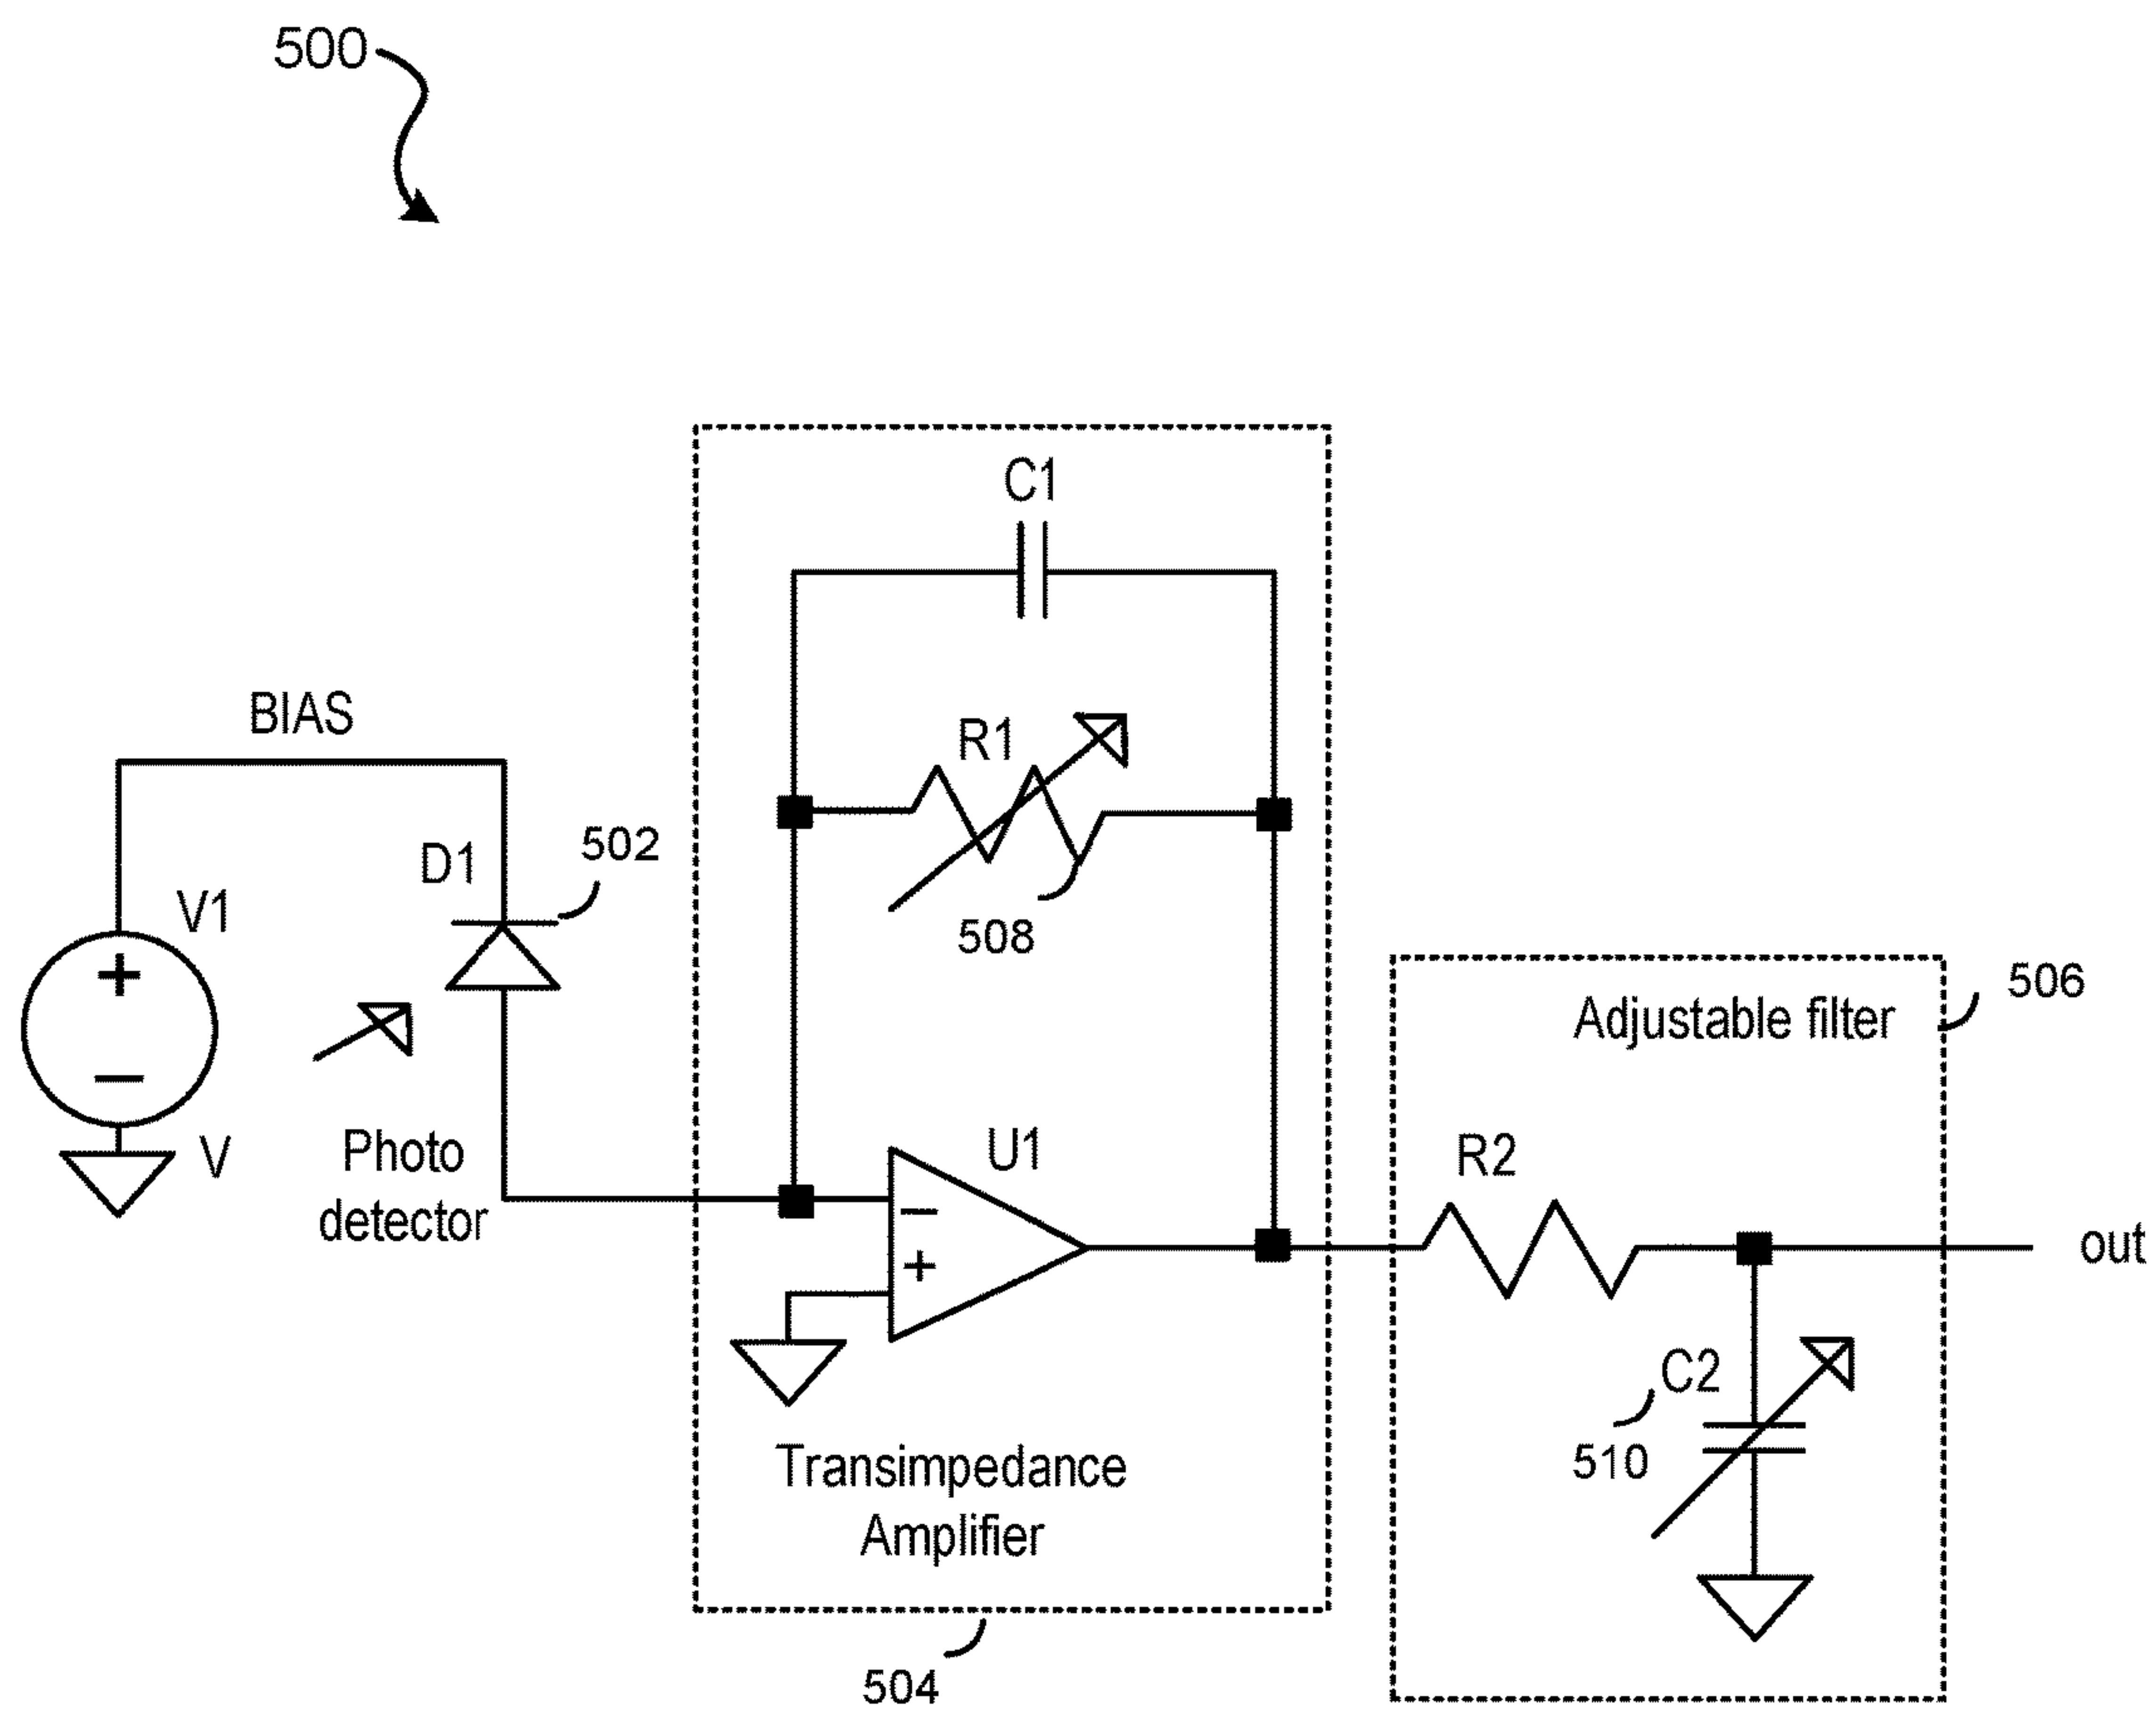 500
C1
R1
BIAS
502
D1
V1
508
506
Adjustable filter
+
−
V
Photo
detector
U1
−
+
R2
out
C2
510
Transimpedance
Amplifier
504